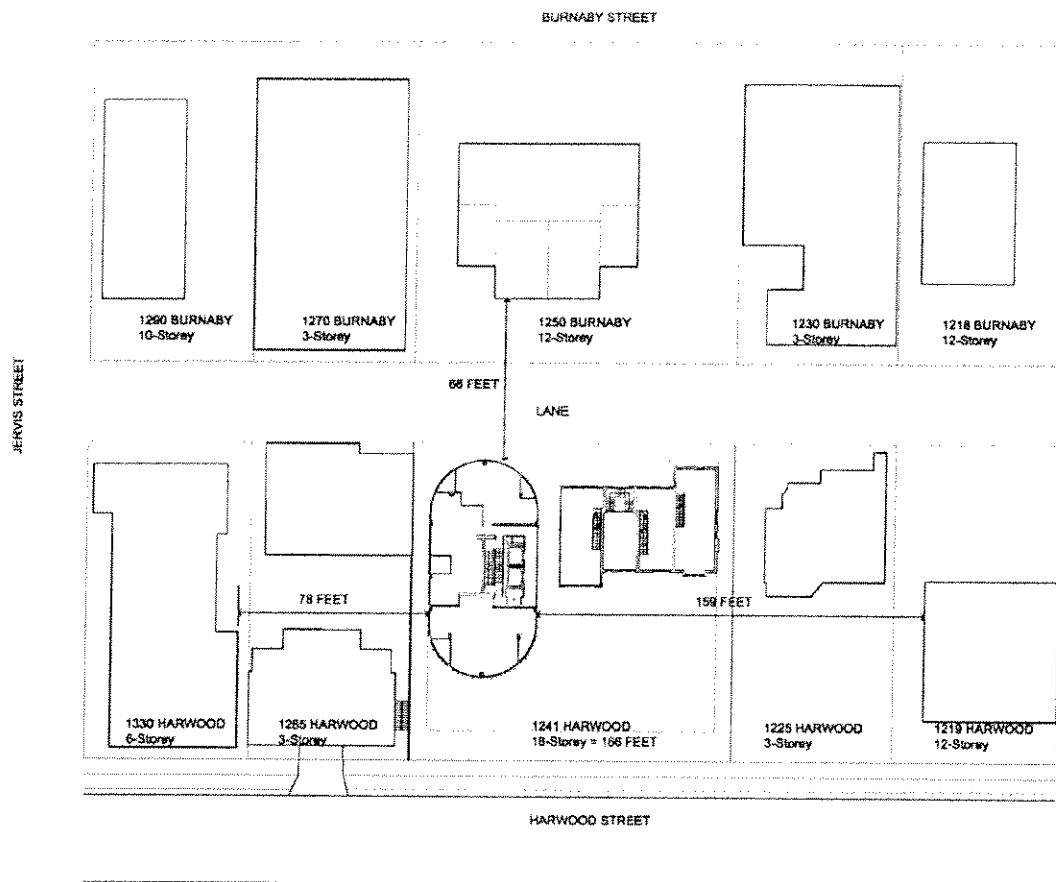 BURNABY STREET
1290 BURNABY
10-Storey
1270 BURNABY
3-Storey
1250 BURNABY
12-Storey
1230 BURNABY
3-Storey
1218 BURNABY
12-Storey
JERVIS STREET
66 FEET
LANE
78 FEET
159 FEET
1330 HARWOOD
6-Storey
1265 HARWOOD
3-Storey
1241 HARWOOD
18-Storey = 166 FEET
1225 HARWOOD
3-Storey
1219 HARWOOD
12-Storey
HARWOOD STREET